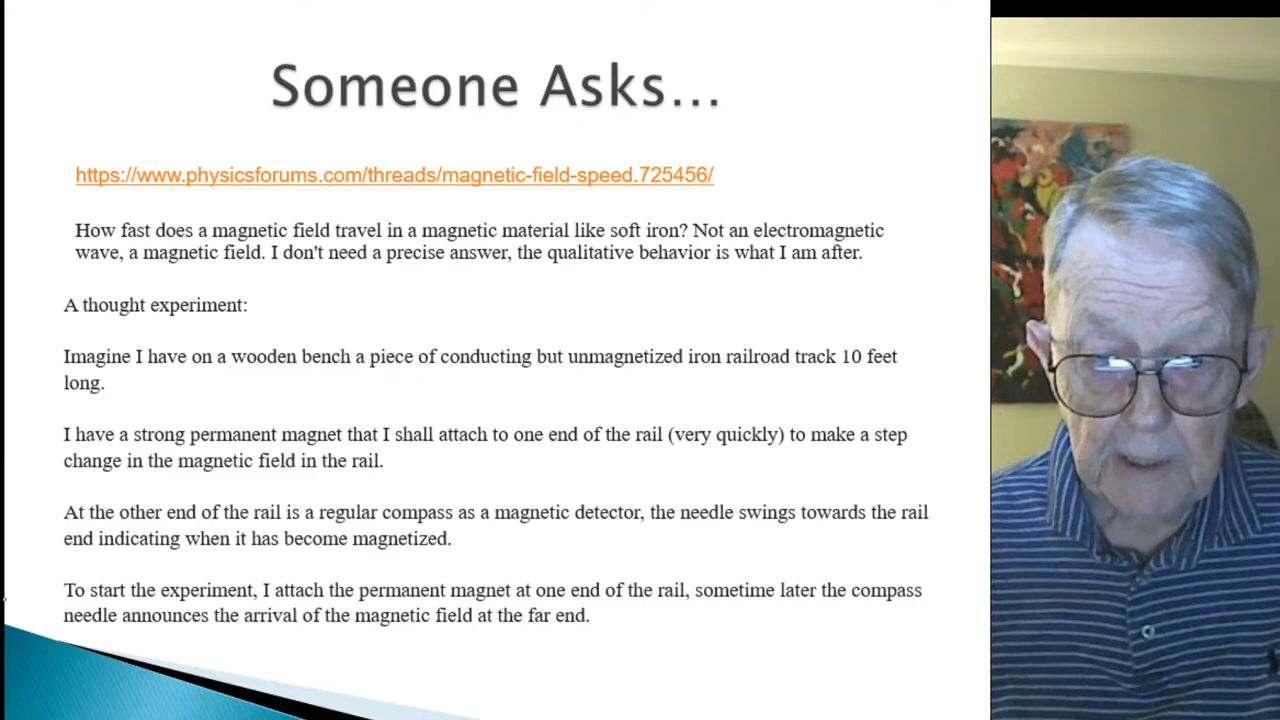 Someone Asks...
https://www.physicsforums.com/threads/magnetic-field-speed.725456/
How fast does a magnetic field travel in a magnetic material like soft iron? Not an electromagnetic
wave, a magnetic field. I don't need a precise answer, the qualitative behavior is what I am after.
A thought experiment:
Imagine I have on a wooden bench a piece of conducting but unmagnetized iron railroad track 10 feet
long.
I have a strong permanent magnet that I shall attach to one end of the rail (very quickly) to make a step
change in the magnetic field in the rail.
At the other end of the rail is a regular compass as a magnetic detector, the needle swings towards the rail
end indicating when it has become magnetized.
To start the experiment, I attach the permanent magnet at one end of the rail, sometime later the compass
needle announces the arrival of the magnetic field at the far end.